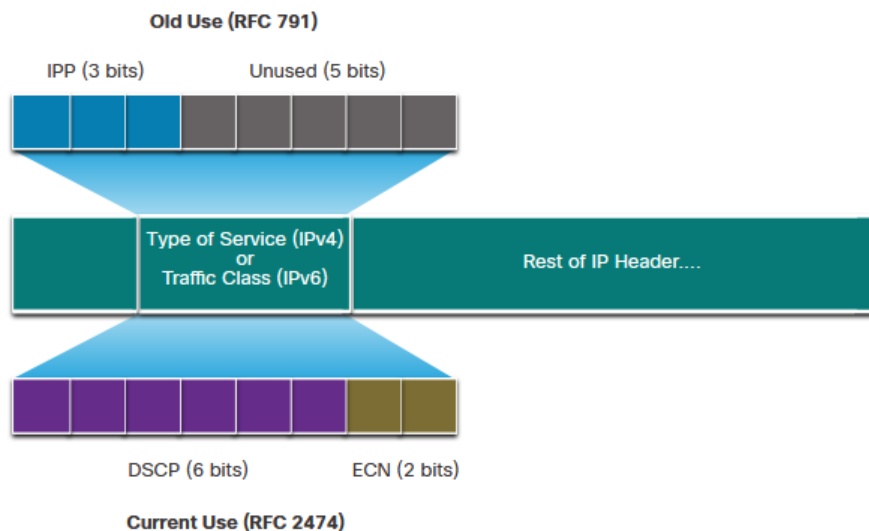 Old Use (RFC 791)
IPP (3 bits)
Unused (5 bits)
Type of Service (IPv4)
or
Traffic Class (IPv6)
Rest of IP Header....
DSCP (6 bits)
ECN (2 bits)
Current Use (RFC 2474)